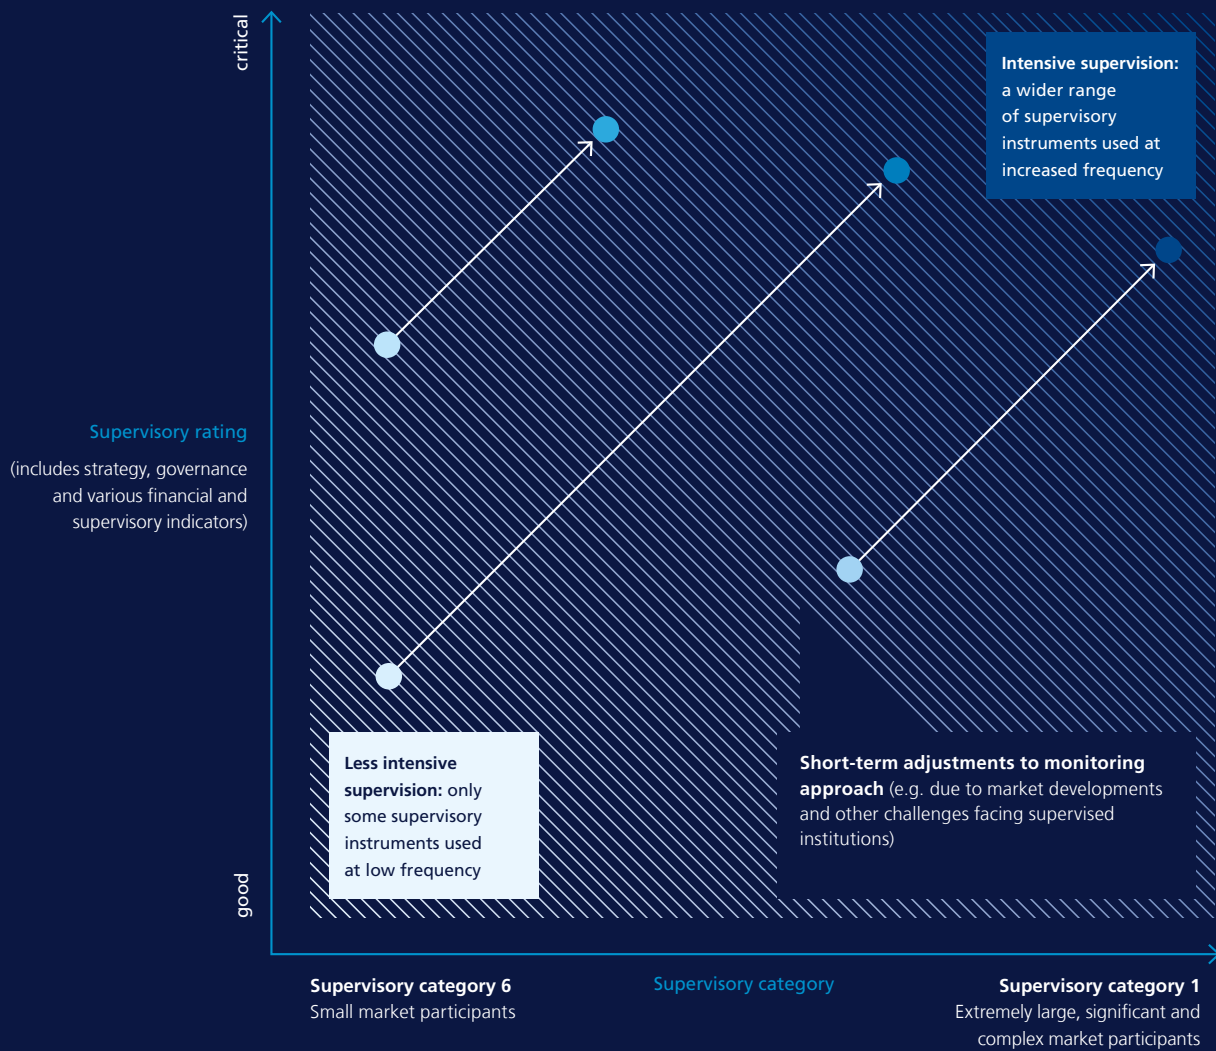 critical
Intensive supervision:
a wider range
of supervisory
instruments used at
increased frequency
Supervisory rating
(includes strategy, governance
and various financial and
supervisory indicators)
Less intensive
supervision: only
some supervisory
instruments used
at low frequency
Short-term adjustments to monitoring
approach (e.g. due to market developments
and other challenges facing supervised
institutions)
good
Supervisory category 6
Small market participants
Supervisory category
Supervisory category 1
Extremely large, significant and
complex market participants